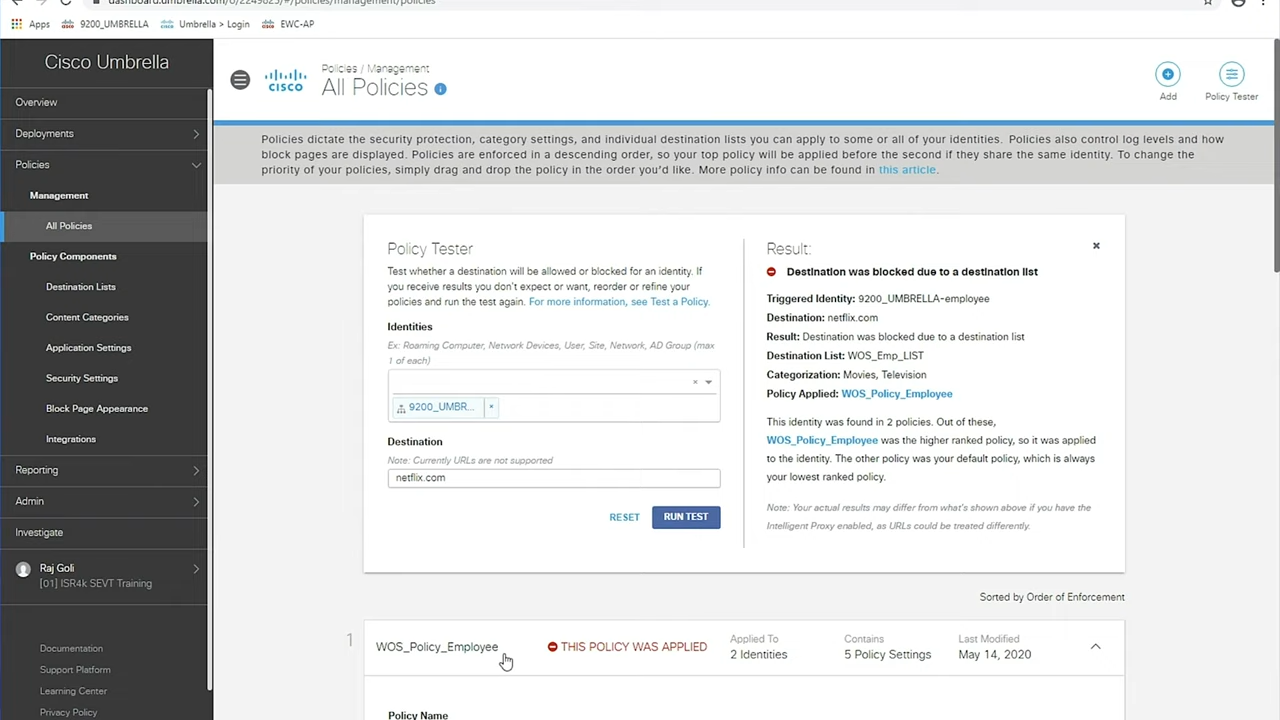 dashboard.umbrella.com/o/2249625/#/policies/management/policies
Apps
9200_UMBRELLA
Umbrella > Login
EWC-AP
Cisco Umbrella
Overview
Deployments
Policies
Management
All Policies
Policy Components
Destination Lists
Content Categories
Application Settings
Security Settings
Block Page Appearance
Integrations
Reporting
Admin
Investigate
Raj Goli
[01] ISR4k SEVT Training
Documentation
Support Platform
Learning Center
Privacy Policy
CISCO
Policies / Management
All Policies
Add
Policy Tester
Policies dictate the security protection, category settings, and individual destination lists you can apply to some or all of your identities. Policies also control log levels and how
block pages are displayed. Policies are enforced in a descending order, so your top policy will be applied before the second if they share the same identity. To change the
priority of your policies, simply drag and drop the policy in the order you'd like. More policy info can be found in this article.
Policy Tester
Test whether a destination will be allowed or blocked for an identity. If
you receive results you don't expect or want, reorder or refine your
policies and run the test again. For more information, see Test a Policy.
Identities
Ex: Roaming Computer, Network Devices, User, Site, Network, AD Group (max
1 of each)
9200_UMBR...
Destination
Note: Currently URLs are not supported
netflix.com
RESET
RUN TEST
Result:
Destination was blocked due to a destination list
Triggered Identity: 9200_UMBRELLA-employee
Destination: netflix.com
Result: Destination was blocked due to a destination list
Destination List: WOS_Emp_LIST
Categorization: Movies, Television
Policy Applied: WOS_Policy_Employee
This identity was found in 2 policies. Out of these,
WOS_Policy_Employee was the higher ranked policy, so it was applied
to the identity. The other policy was your default policy, which is always
your lowest ranked policy.
Note: Your actual results may differ from what's shown above if you have the
Intelligent Proxy enabled, as URLs could be treated differently.
Sorted by Order of Enforcement
1
WOS_Policy_Employee
THIS POLICY WAS APPLIED
Applied To
2 Identities
Contains
5 Policy Settings
Last Modified
May 14, 2020
Policy Name